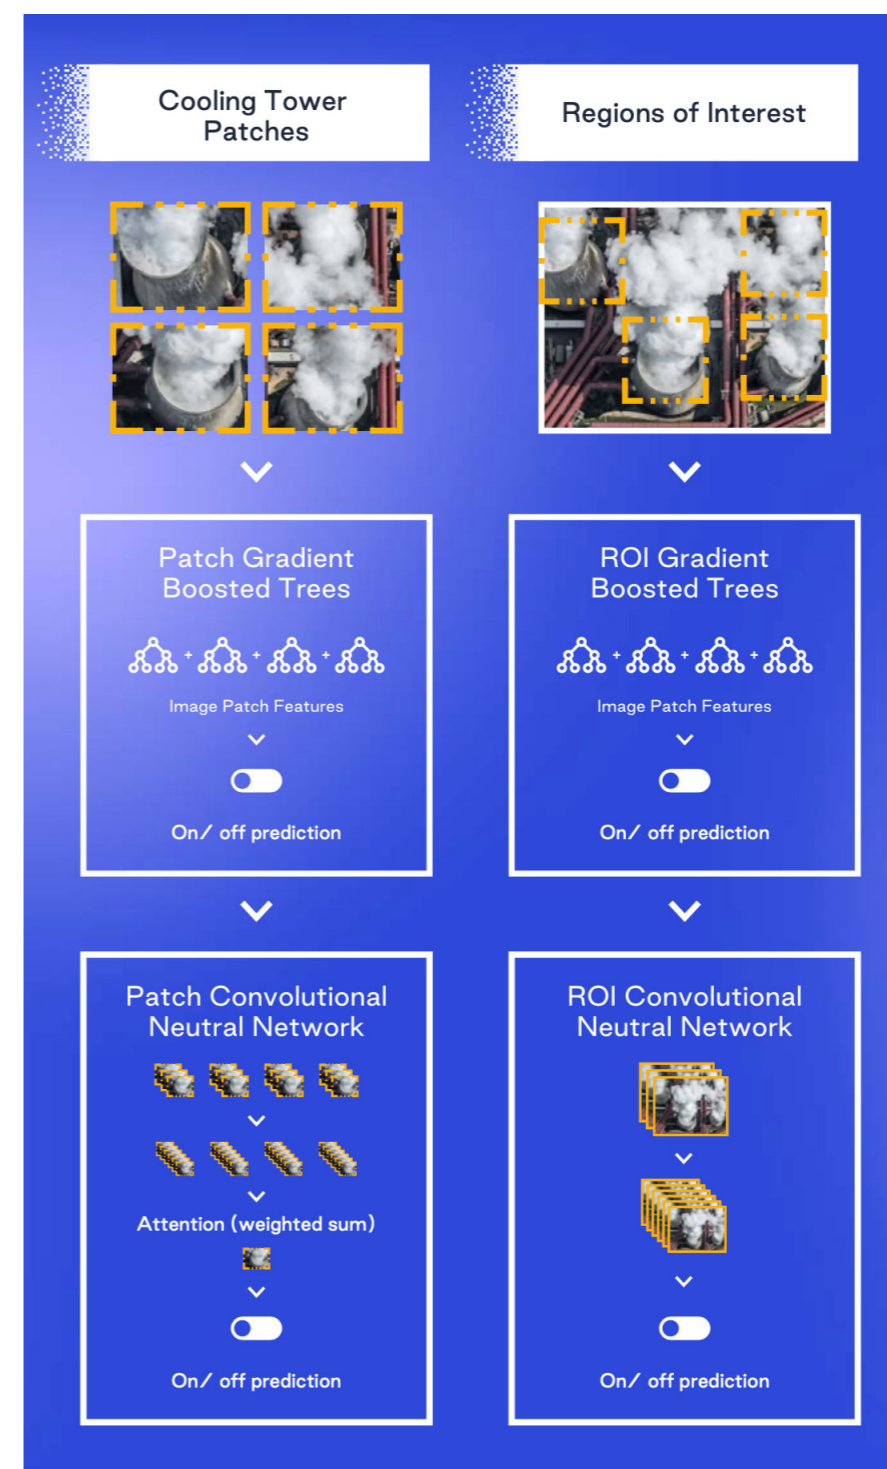 Cooling Tower
Patches
Regions of Interest
Patch Gradient
Boosted Trees
+ + +
Image Patch Features
On/ off prediction
ROI Gradient
Boosted Trees
+ + +
Image Patch Features
On/ off prediction
Patch Convolutional
Neutral Network
Attention (weighted sum)
On/ off prediction
ROI Convolutional
Neutral Network
On/ off prediction